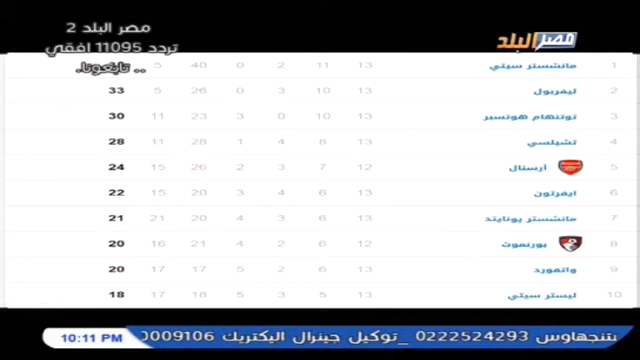 مصر البلد 2
تردد 11095 افقي
.. تابعونا.
مصر البلد
1 مانشستر سيتي 13 11 2 0 40 5
2 ليفربول 13 10 3 0 26 5 33
3 توتنهام هوتسبر 13 10 0 3 23 11 30
4 تشيلسي 13 8 4 1 28 11 28
5 أرسنال 12 7 3 2 26 15 24
6 ايفرتون 13 6 4 3 20 15 22
7 مانشستر يونايتد 13 6 3 4 20 21 21
8 بورنموث 12 6 2 4 21 16 20
9 واتفورد 13 6 2 5 17 17 20
10 ليستر سيتي 13 5 3 5 18 17 18
يتنجهاوس 0222524293 _توكيل جينرال اليكتريك 0009106
10:11 PM